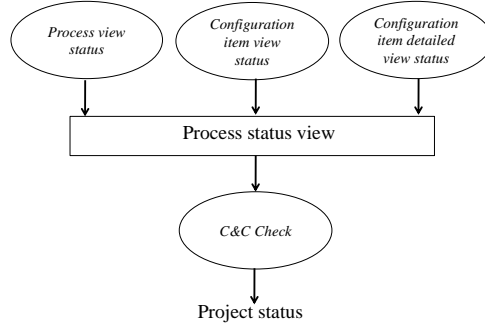 Process view
status
Configuration
item view
status
Configuration
item detailed
view status
Process status view
C&C Check
Project status